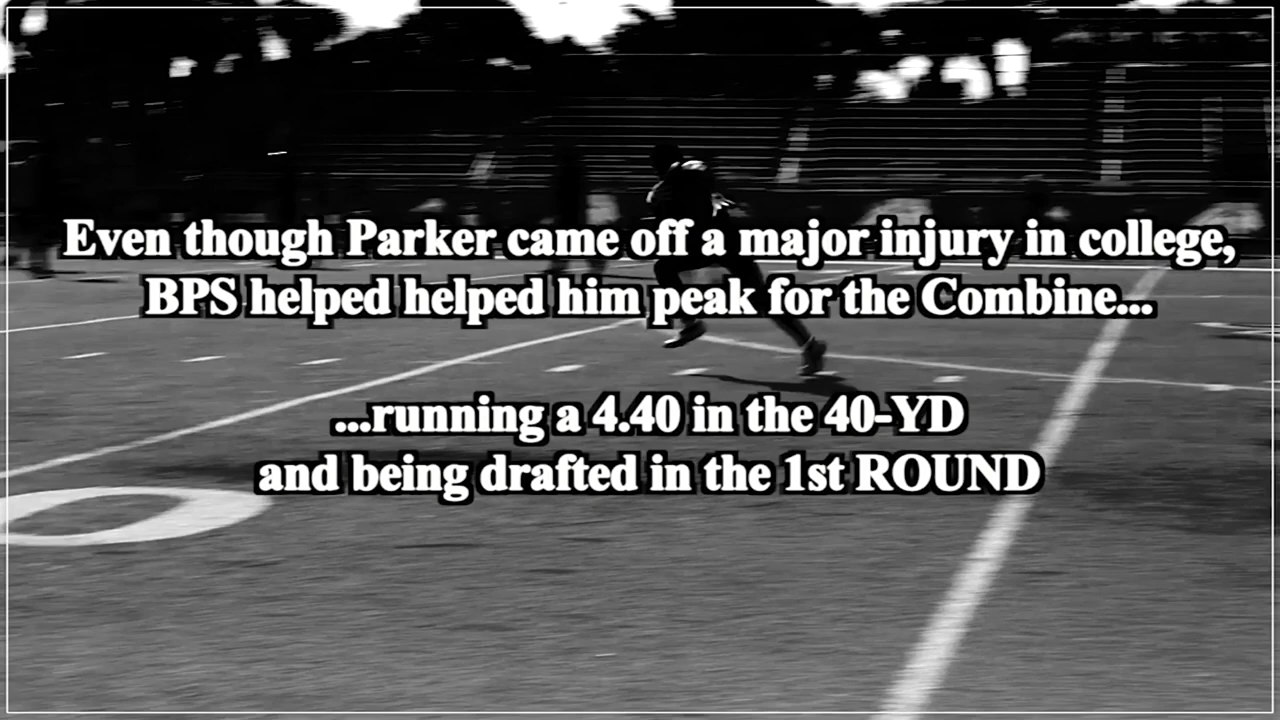 Even though Parker came off a major injury in college,
BPS helped helped him peak for the Combine...
...running a 4.40 in the 40-YD
and being drafted in the 1st ROUND